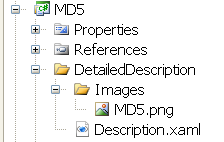 MD5
Properties
References
DetailedDescription
Images
MD5.png
Description.xaml